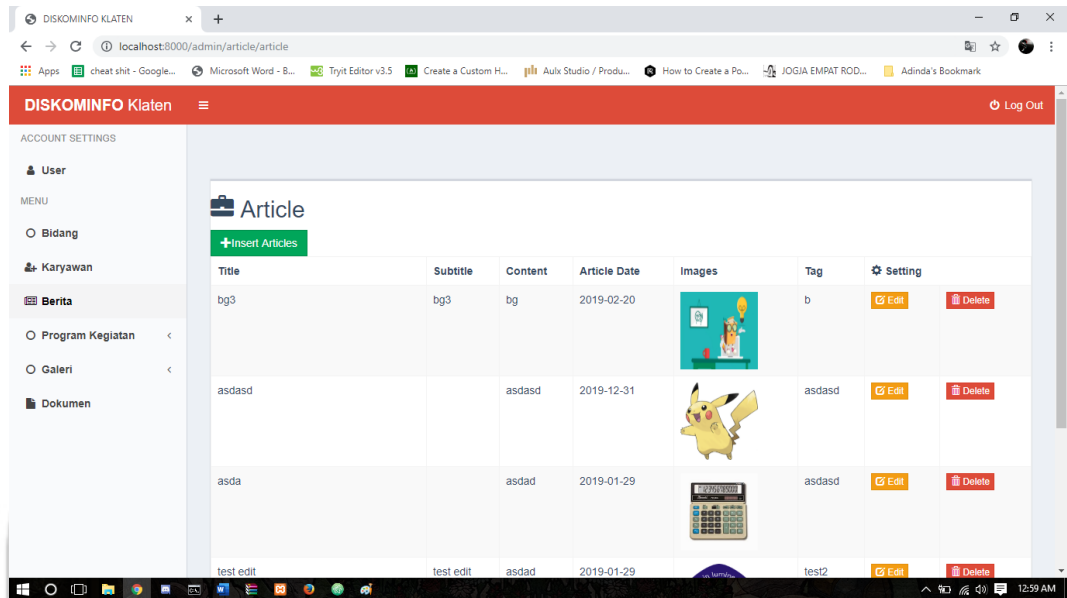 DISKOMINFO KLATEN
localhost:8000/admin/article/article
Apps cheat shit - Google... Microsoft Word - B... Tryit Editor v3.5 Create a Custom H... Aulx Studio / Produ... How to Create a Po... JOGJA EMPAT ROD... Adinda's Bookmark
DISKOMINFO Klaten Log Out
ACCOUNT SETTINGS
User
MENU
Bidang
Karyawan
Berita
Program Kegiatan
Galeri
Dokumen
Article
Insert Articles
Title Subtitle Content Article Date Images Tag Setting
bg3 bg3 bg 2019-02-20 b Edit Delete
asdasd asdasd 2019-12-31 asdasd Edit Delete
asda asdad 2019-01-29 asdasd Edit Delete
test edit test edit asdad 2019-01-29 test2 Edit Delete
12:59 AM